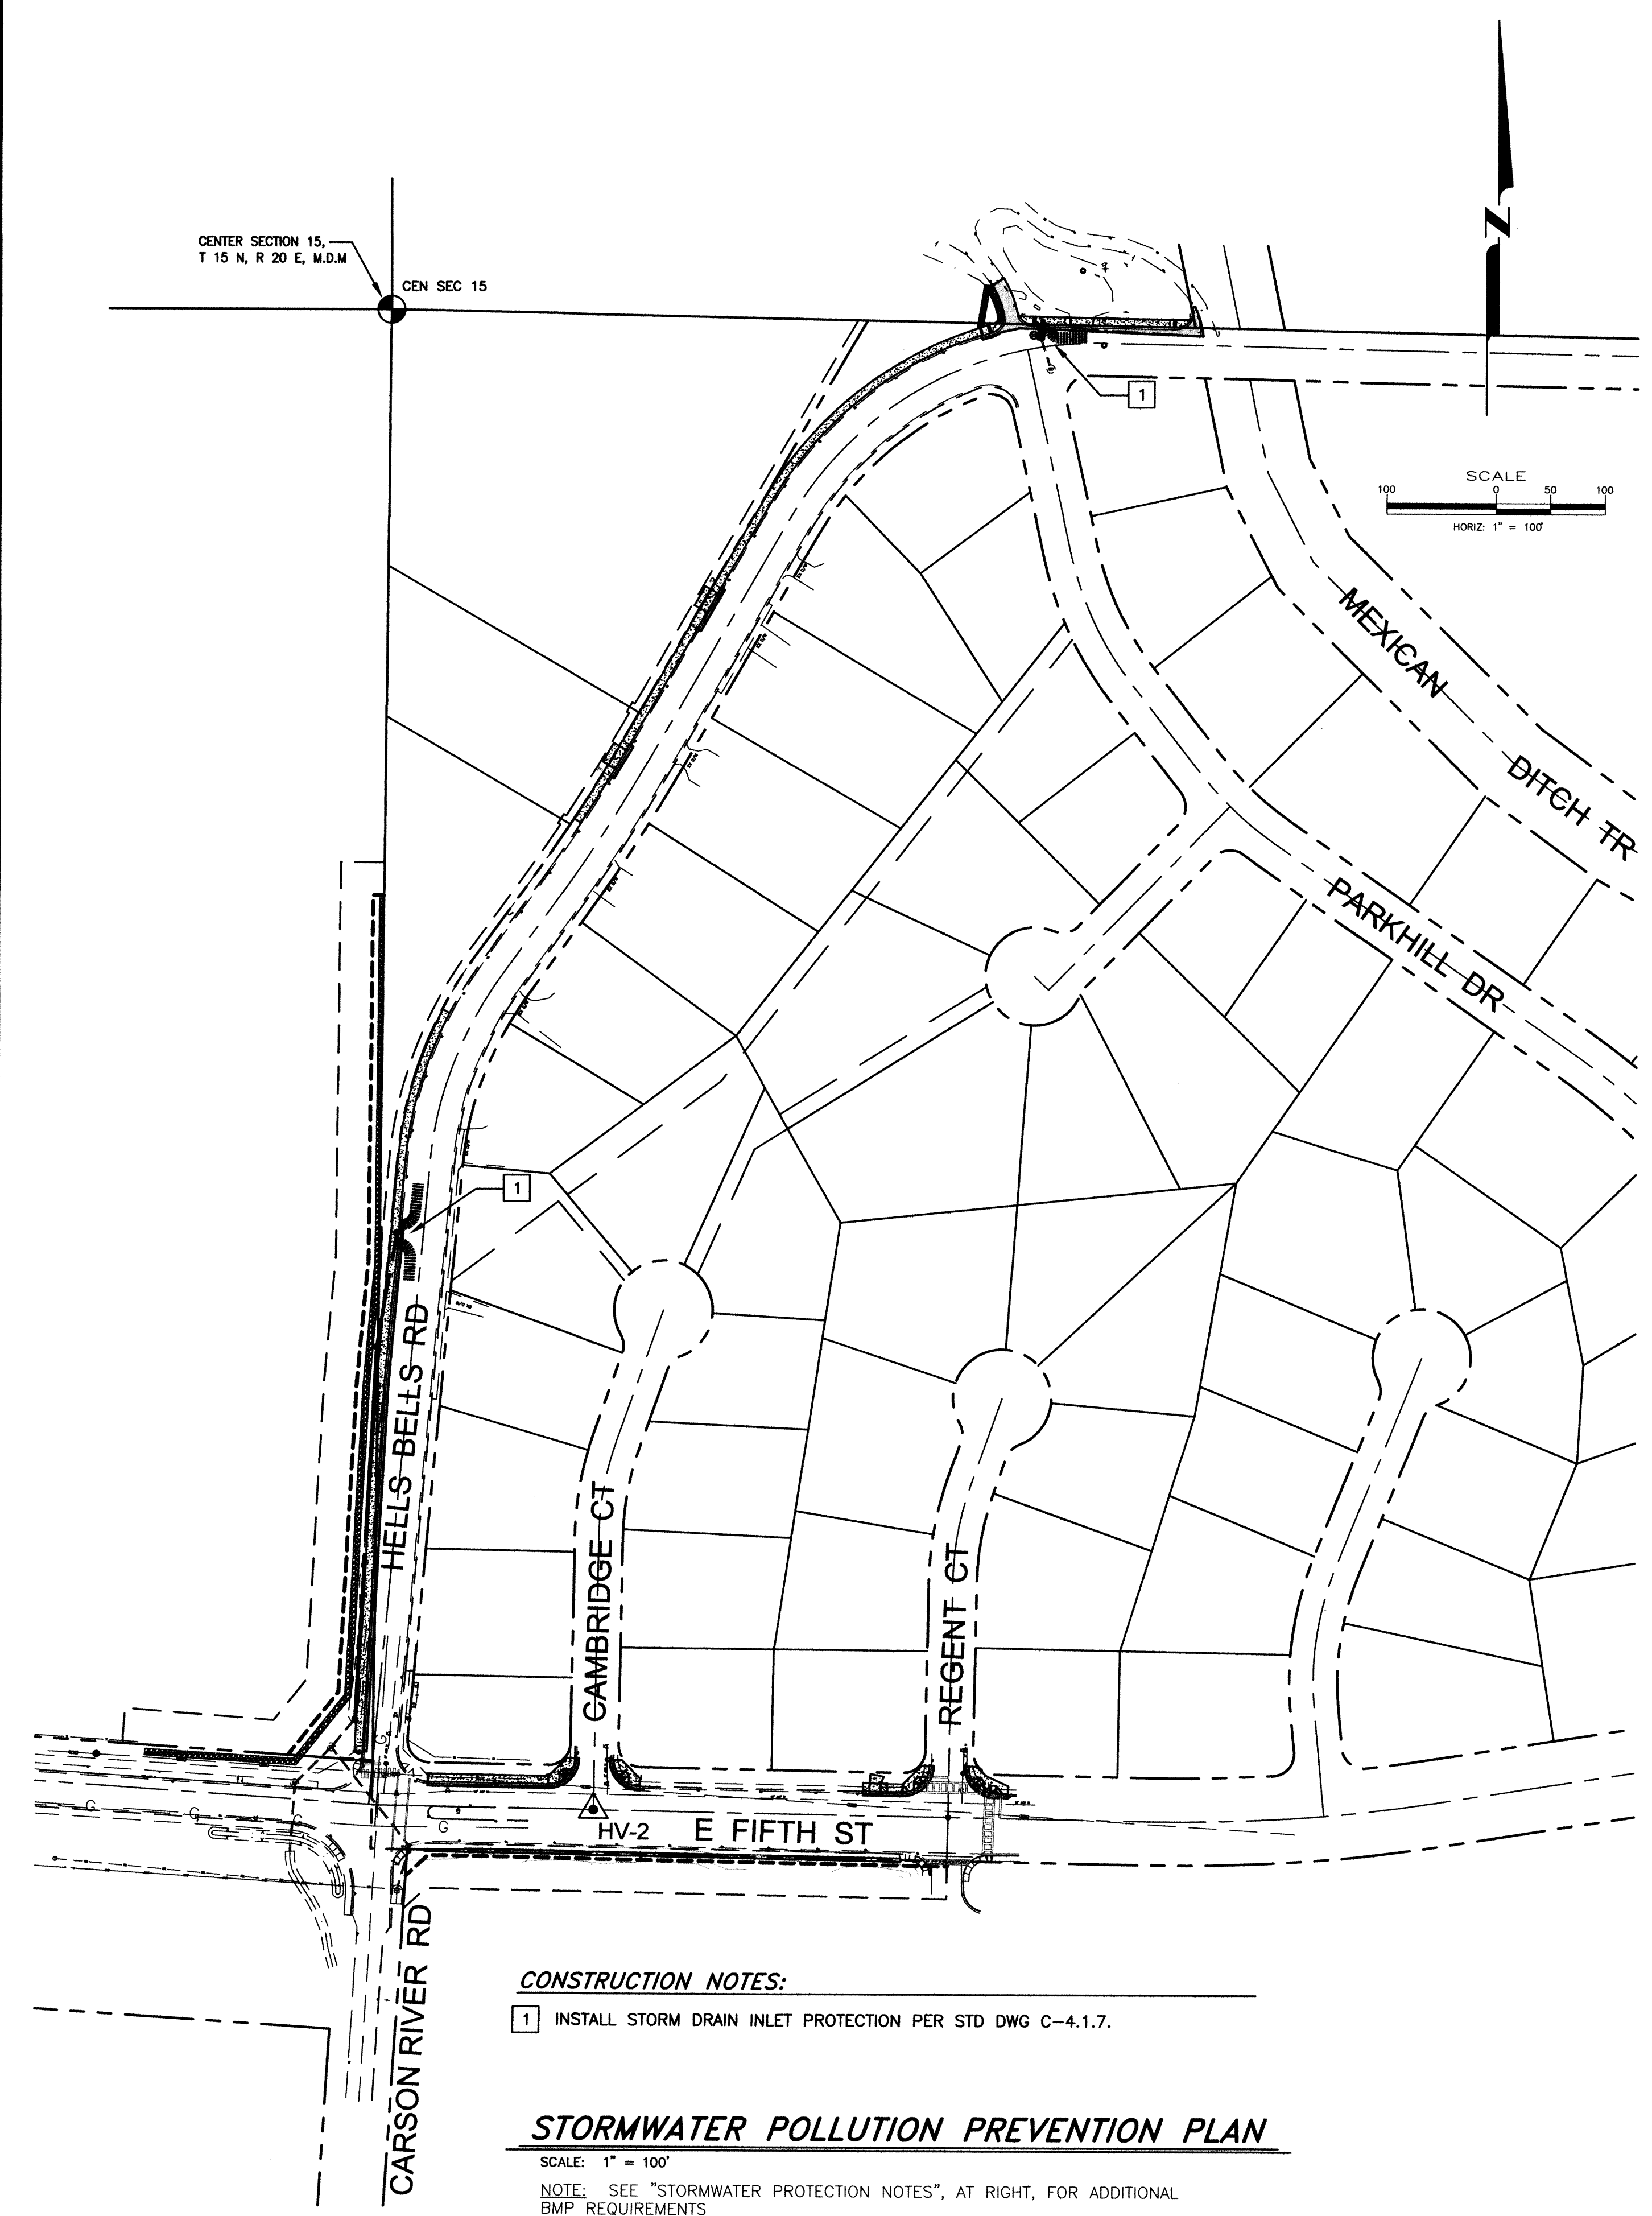 N
CENTER SECTION 15,
T 15 N, R 20 E, M.D.M
CEN SEC 15
1
SCALE
100 0 50 100
HORIZ: 1" = 100'
MEXICAN
DITCH TR
PARKHILL DR
1
HELLS BELLS RD
CAMBRIDGE CT
REGENT CT
G
G
G
G
G
HV-2
E FIFTH ST
CARSON RIVER RD
CONSTRUCTION NOTES:
1 INSTALL STORM DRAIN INLET PROTECTION PER STD DWG C-4.1.7.
STORMWATER POLLUTION PREVENTION PLAN
SCALE: 1" = 100'
NOTE: SEE "STORMWATER PROTECTION NOTES", AT RIGHT, FOR ADDITIONAL
BMP REQUIREMENTS